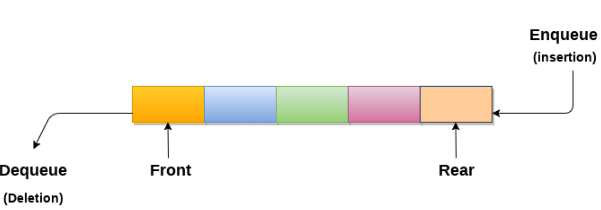 Enqueue
(insertion)
Dequeue
(Deletion)
Front
Rear